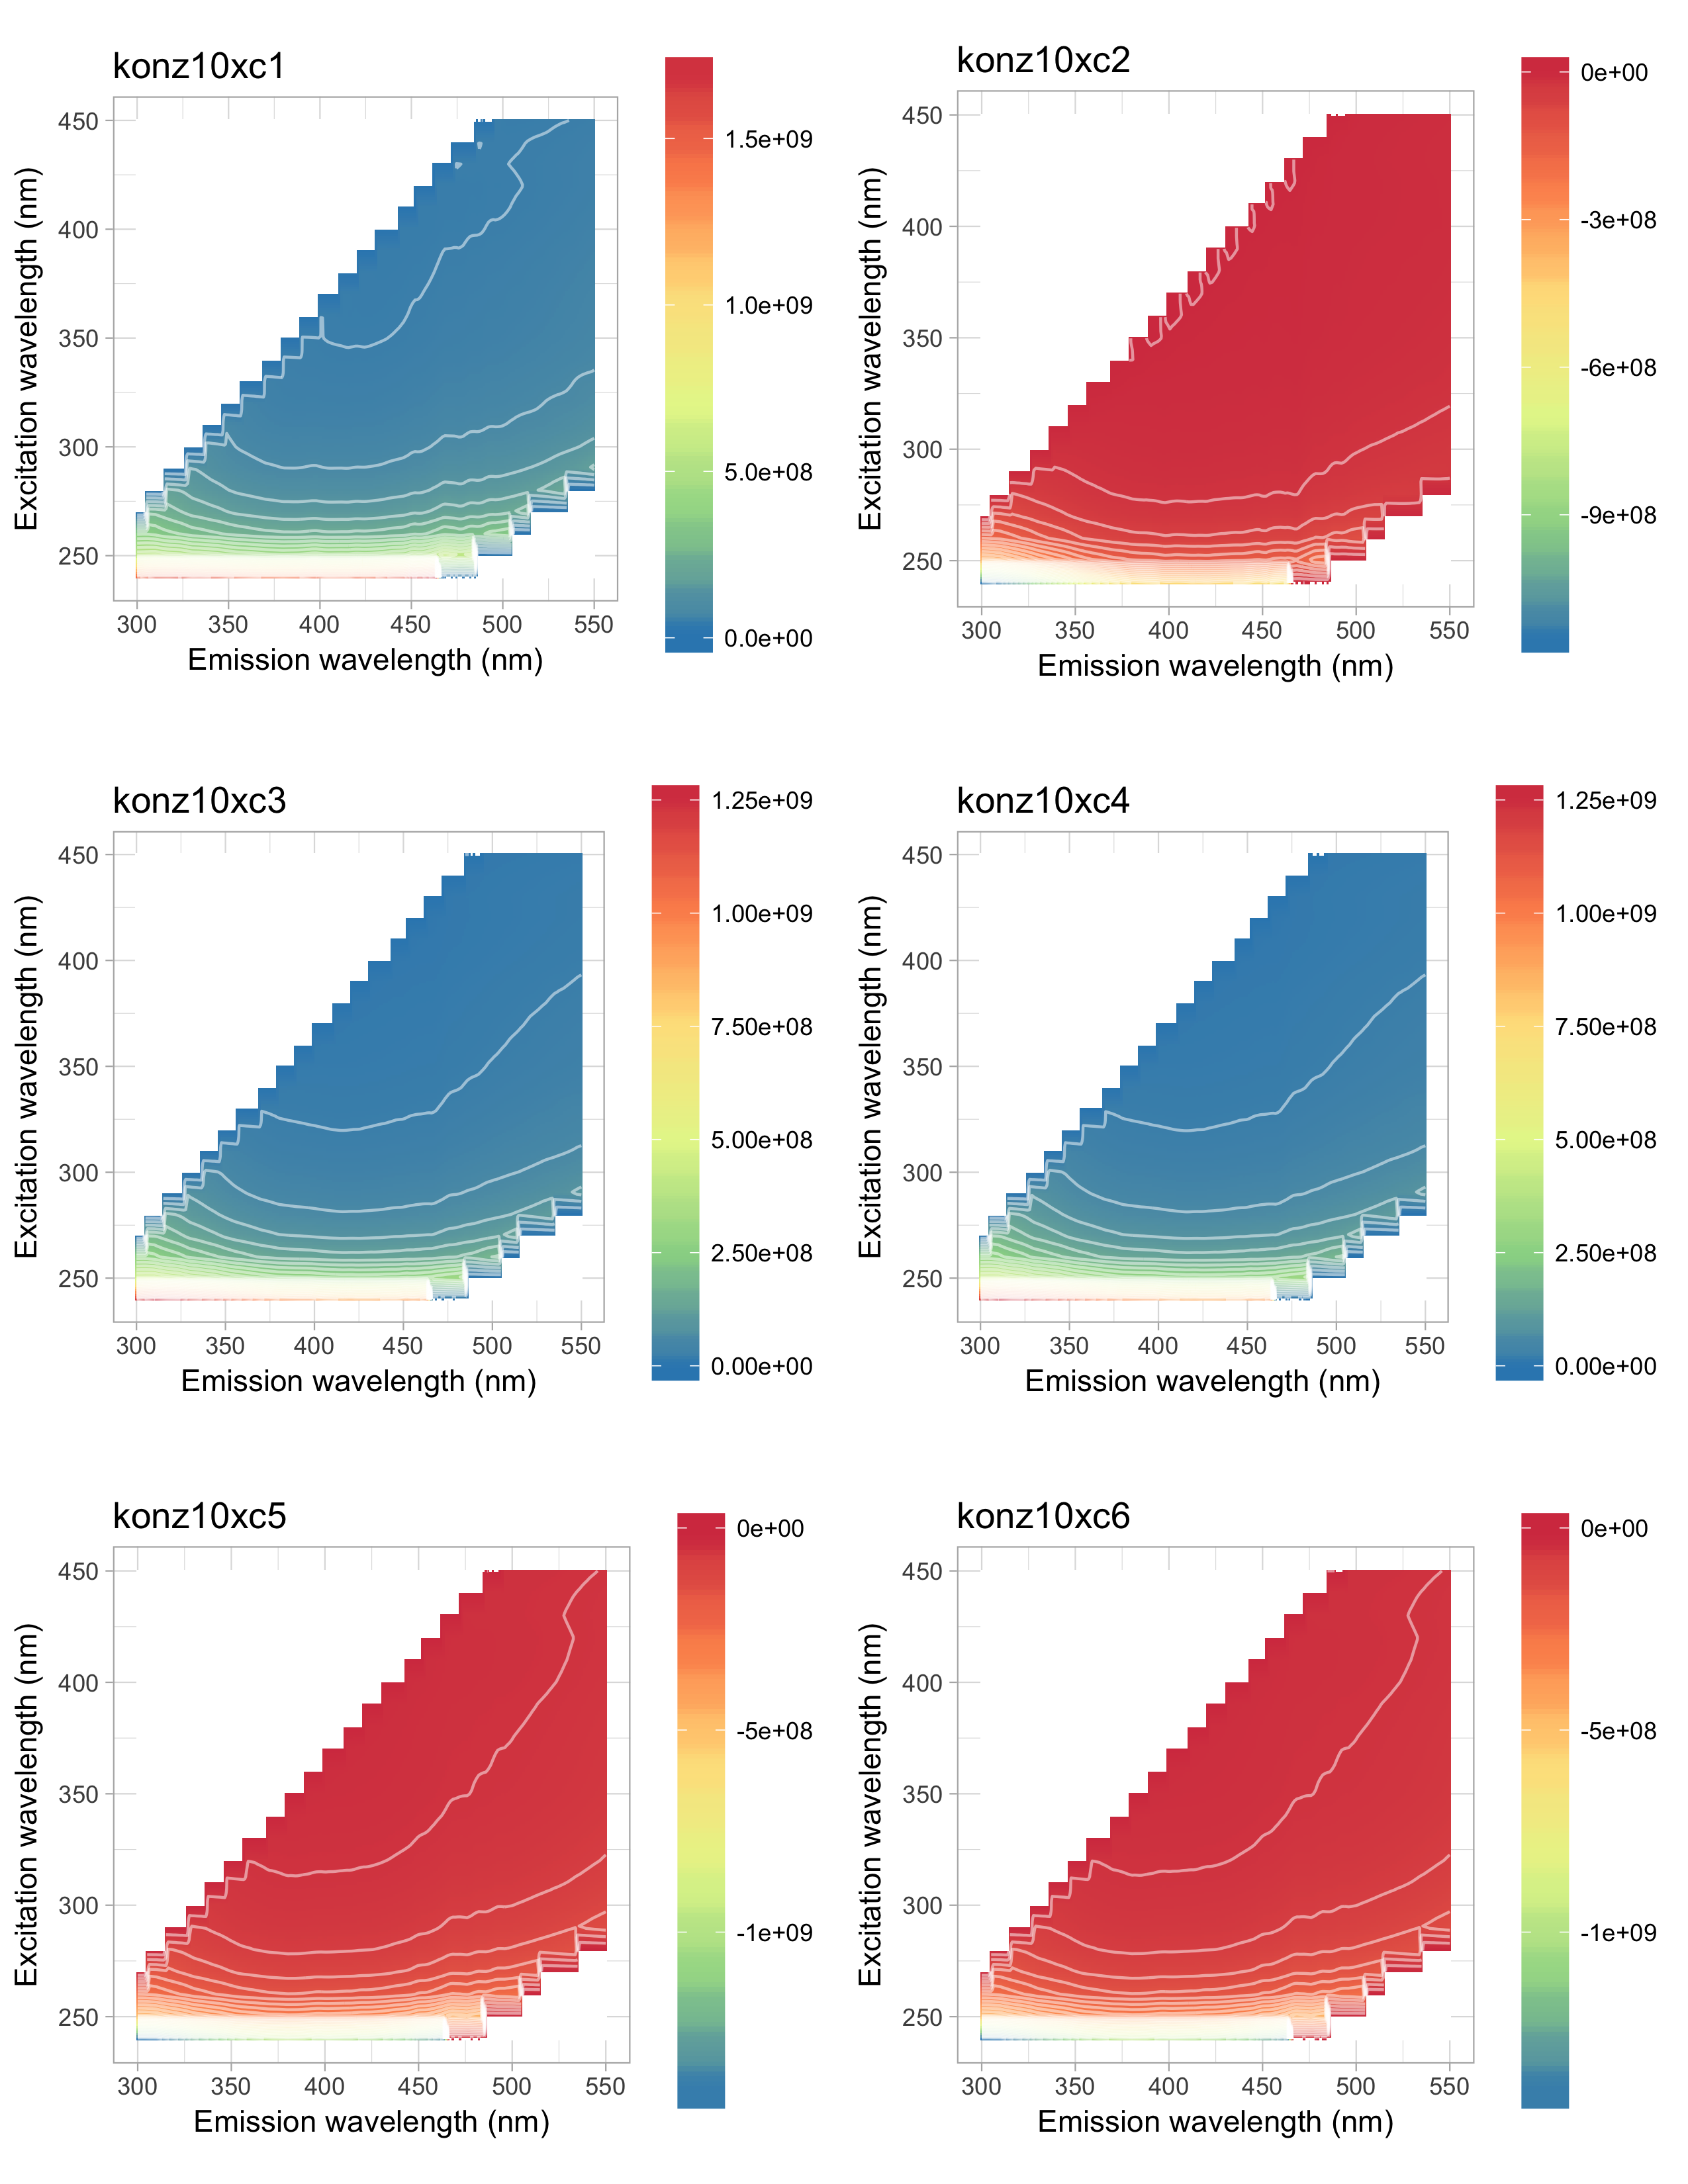 konz10xc1
450
400
350
300
250
300 350 400 450 500 550
Emission wavelength (nm)
Excitation wavelength (nm)
1.5e+09
1.0e+09
5.0e+08
0.0e+00
konz10xc2
450
400
350
300
250
300 350 400 450 500 550
Emission wavelength (nm)
Excitation wavelength (nm)
0e+00
-3e+08
-6e+08
-9e+08
konz10xc3
450
400
350
300
250
300 350 400 450 500 550
Emission wavelength (nm)
Excitation wavelength (nm)
1.25e+09
1.00e+09
7.50e+08
5.00e+08
2.50e+08
0.00e+00
konz10xc4
450
400
350
300
250
300 350 400 450 500 550
Emission wavelength (nm)
Excitation wavelength (nm)
1.25e+09
1.00e+09
7.50e+08
5.00e+08
2.50e+08
0.00e+00
konz10xc5
450
400
350
300
250
300 350 400 450 500 550
Emission wavelength (nm)
Excitation wavelength (nm)
0e+00
-5e+08
-1e+09
konz10xc6
450
400
350
300
250
300 350 400 450 500 550
Emission wavelength (nm)
Excitation wavelength (nm)
0e+00
-5e+08
-1e+09